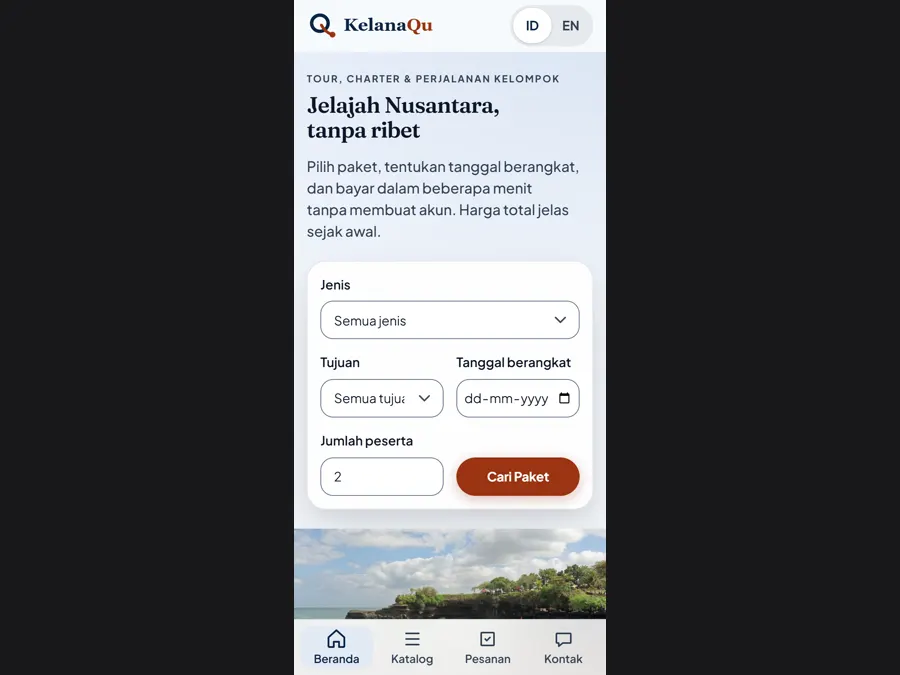 KelanaQu
ID
EN
TOUR, CHARTER & PERJALANAN KELOMPOK
Jelajah Nusantara,
tanpa ribet
Pilih paket, tentukan tanggal berangkat,
dan bayar dalam beberapa menit
tanpa membuat akun. Harga total jelas
sejak awal.
Jenis
Semua jenis
Tujuan
Tanggal berangkat
Semua tujua
dd-mm-yyyy
Jumlah peserta
2
Cari Paket
Beranda
Katalog
Pesanan
Kontak